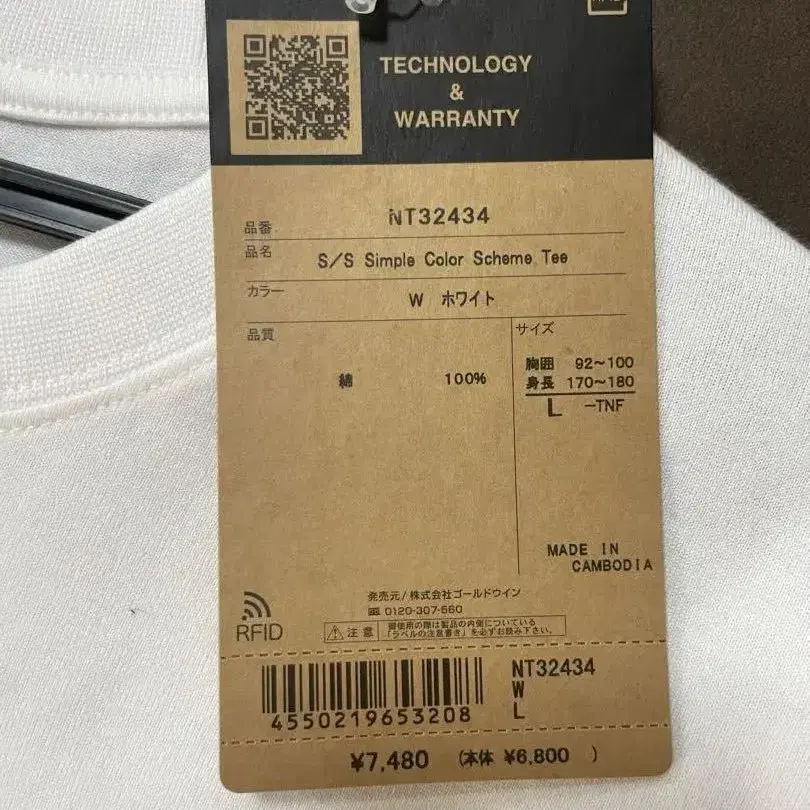 TECHNOLOGY
&
WARRANTY
品番 NT32434
品名 S/S Simple Color Scheme Tee
カラー W ホワイト
品質
綿 100%
サイズ
胸囲 92~100
身長 170~180
L -TNF
MADE IN
CAMBODIA
発売元/株式会社ゴールドウイン
0120-307-560
RFID
注意 御使用の際は製品の内側についている
「ラベルの注意書き」を必ずお読み下さい。
4550219653208
NT32434
W
L
¥7,480 (本体 ¥6,800 )